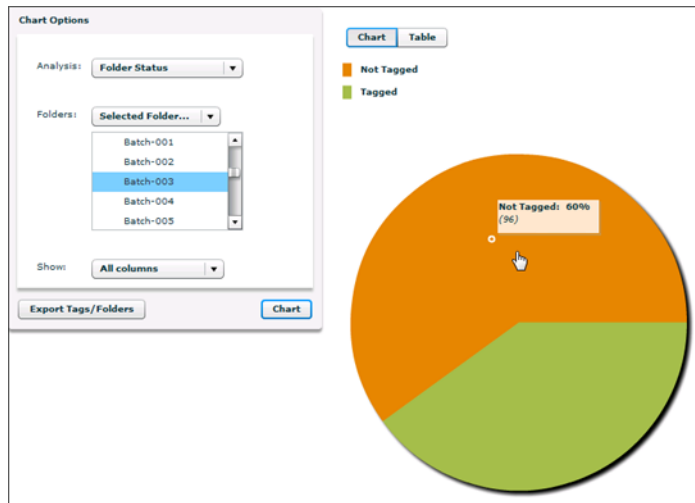 Chart Options
Analysis:
Folder Status
Folders:
Selected Folder...
Batch-001
Batch-002
Batch-003
Batch-004
Batch-005
Show:
All columns
Export Tags/Folders
Chart
Chart
Table
Not Tagged
Tagged
Not Tagged: 60%
(96)